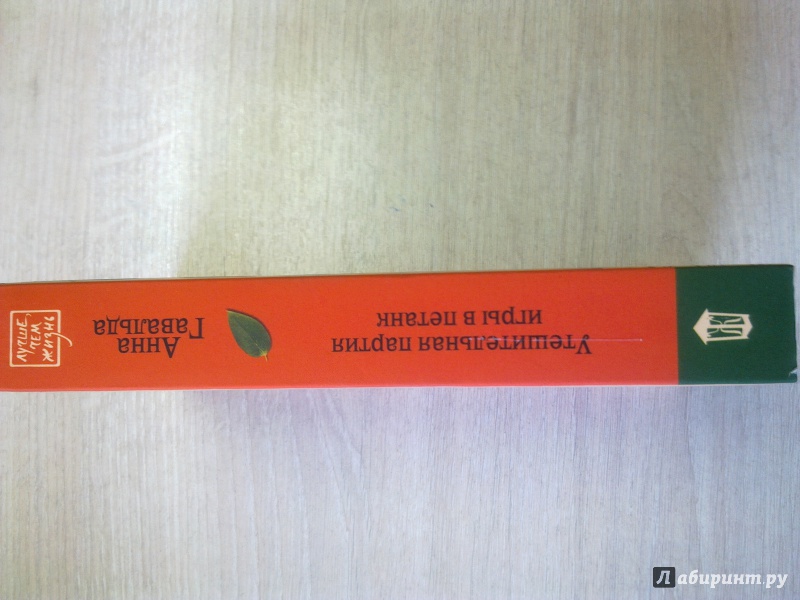 ЛУЧШЕ,
ЧЕМ
ЖИЗНЬ
Анна
Гавальда
Утешительная партия
игры в петанк
Лабиринт.ру